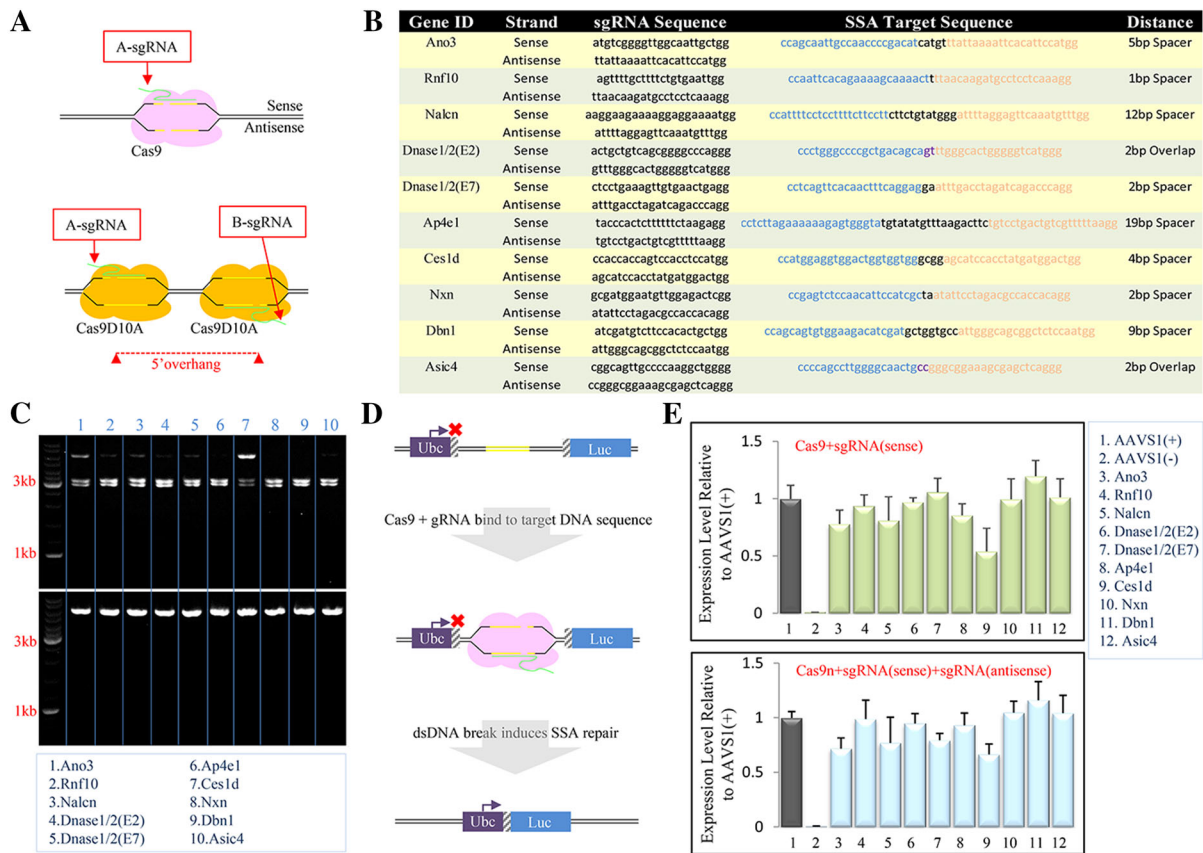 A
A-sgRNA
Sense
Antisense
Cas9
A-sgRNA
B-sgRNA
Cas9D10A
Cas9D10A
5'overhang
B
Gene ID Strand sgRNA Sequence SSA Target Sequence Distance
Ano3 Sense atgtcggggttggcaattgctgg ccagcaattgccaaccccgacatcatgtttattaaaattcacattccatgg 5bp Spacer
Antisense ttattaaaattcacattccatgg
Rnf10 Sense agttttgcttttctgtgaattgg ccaattcacagaaaagcaaaactttaacaagatgcctcctcaaagg 1bp Spacer
Antisense ttaacaagatgcctcctcaaagg
Nalcn Sense aaggaagaaaaggaggaaaatgg ccattttcctccttttcttccttcttctgtatgggattttaggagttcaaatgtttgg 12bp Spacer
Antisense attttaggagttcaaatgtttgg
Dnase1/2(E2) Sense actgctgtcagcggggcccaggg ccctgggccccgctgacagcagtttgggcactgggggtcatggg 2bp Overlap
Antisense gtttgggcactgggggtcatggg
Dnase1/2(E7) Sense ctcctgaaagttgtgaactgagg cctcagttcacaactttcaggaggaatttgacctagatcagacccagg 2bp Spacer
Antisense atttgacctagatcagacccagg
Ap4e1 Sense tacccactctttttttctaagagg cctcttagaaaaaaagagtgggtatgtatatgtttaagacttctgtcctgactgtcgtttttaagg 19bp Spacer
Antisense tgtcctgactgtcgtttttaagg
Ces1d Sense ccaccaccagtccacctccatgg ccatggaggtggactggtggtgggcggagcatccacctatgatggactgg 4bp Spacer
Antisense agcatccacctatgatggactgg
Nxn Sense gcgatggaatgttggagactcgg ccgagtctccaacattccatcgctaatattcctagacgccaccacagg 2bp Spacer
Antisense atattcctagacgccaccacagg
Dbn1 Sense atcgatgtcttccacactgctgg ccagcagtgtggaagacatcgatgctggtgccattgggcagcggctctccaatgg 9bp Spacer
Antisense attgggcagcggctctccaatgg
Asic4 Sense cggcagttgccccaaggctgggg ccccagccttggggcaactgccgggcggaaagcgagctcaggg 2bp Overlap
Antisense ccgggcggaaagcgagctcaggg
C
1 2 3 4 5 6 7 8 9 10
3kb
1kb
3kb
1kb
1.Ano3
2.Rnf10
3.Nalcn
4.Dnase1/2(E2)
5.Dnase1/2(E7)
6.Ap4e1
7.Ces1d
8.Nxn
9.Dbn1
10.Asic4
D
Ubc
Luc
Cas9 + gRNA bind to target DNA sequence
Ubc
Luc
dsDNA break induces SSA repair
Ubc
Luc
E
Expression Level Relative
to AAVS1(+)
Cas9+sgRNA(sense)
1.5
1
0.5
0
1 2 3 4 5 6 7 8 9 10 11 12
Expression Level Relative
to AAVS1(+)
Cas9n+sgRNA(sense)+sgRNA(antisense)
1.5
1
0.5
0
1 2 3 4 5 6 7 8 9 10 11 12
1. AAVS1(+)
2. AAVS1(-)
3. Ano3
4. Rnf10
5. Nalcn
6. Dnase1/2(E2)
7. Dnase1/2(E7)
8. Ap4e1
9. Ces1d
10. Nxn
11. Dbn1
12. Asic4